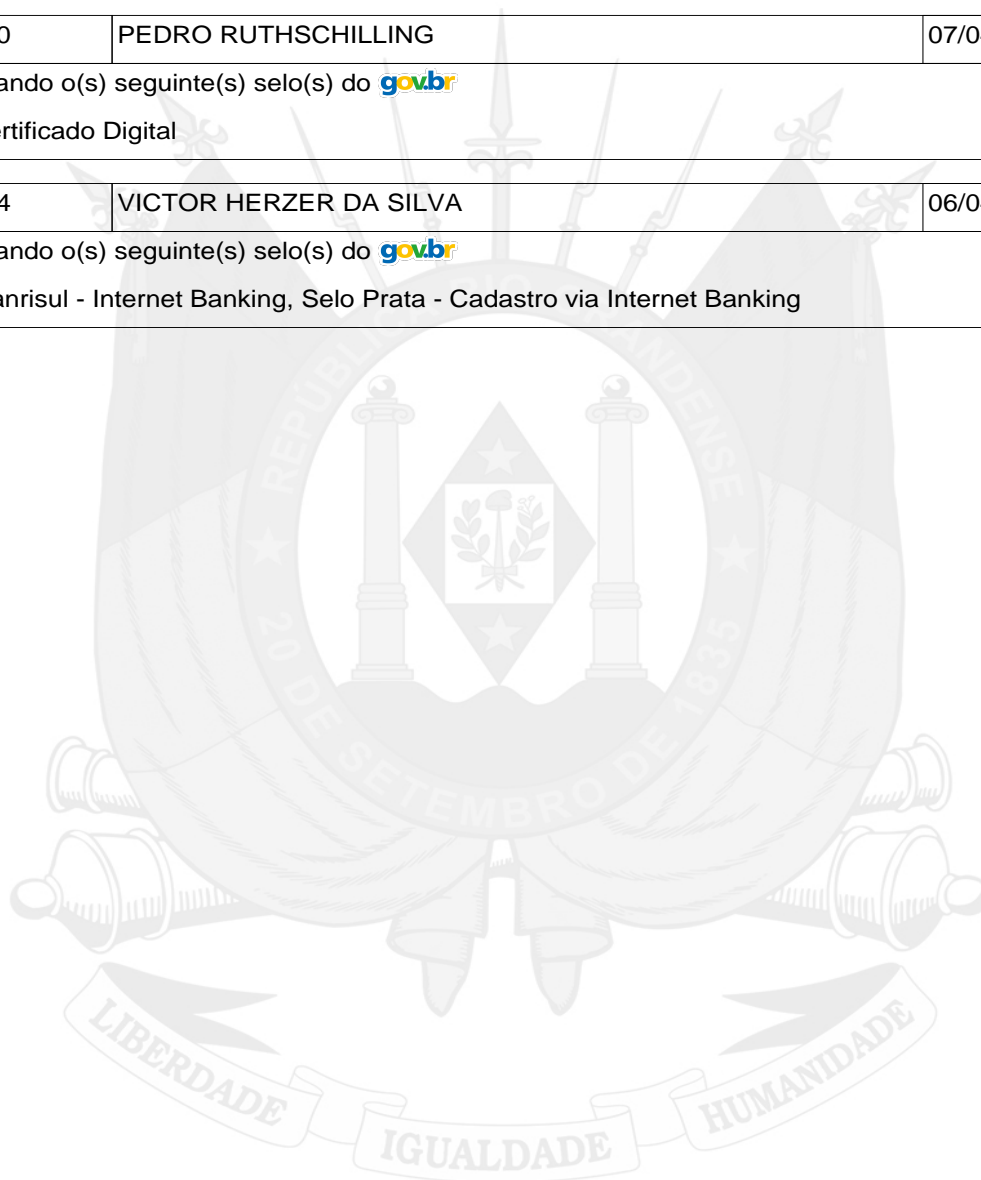 0 PEDRO RUTHSCHILLING 07/0
ando o(s) seguinte(s) selo(s) do gov.br
ertificado Digital
4 VICTOR HERZER DA SILVA 06/0
ando o(s) seguinte(s) selo(s) do gov.br
anrisul - Internet Banking, Selo Prata - Cadastro via Internet Banking
REPÚBLICA RIO GRANDENSE
20 DE SETEMBRO DE 1835
LIBERDADE
IGUALDADE
HUMANIDADE